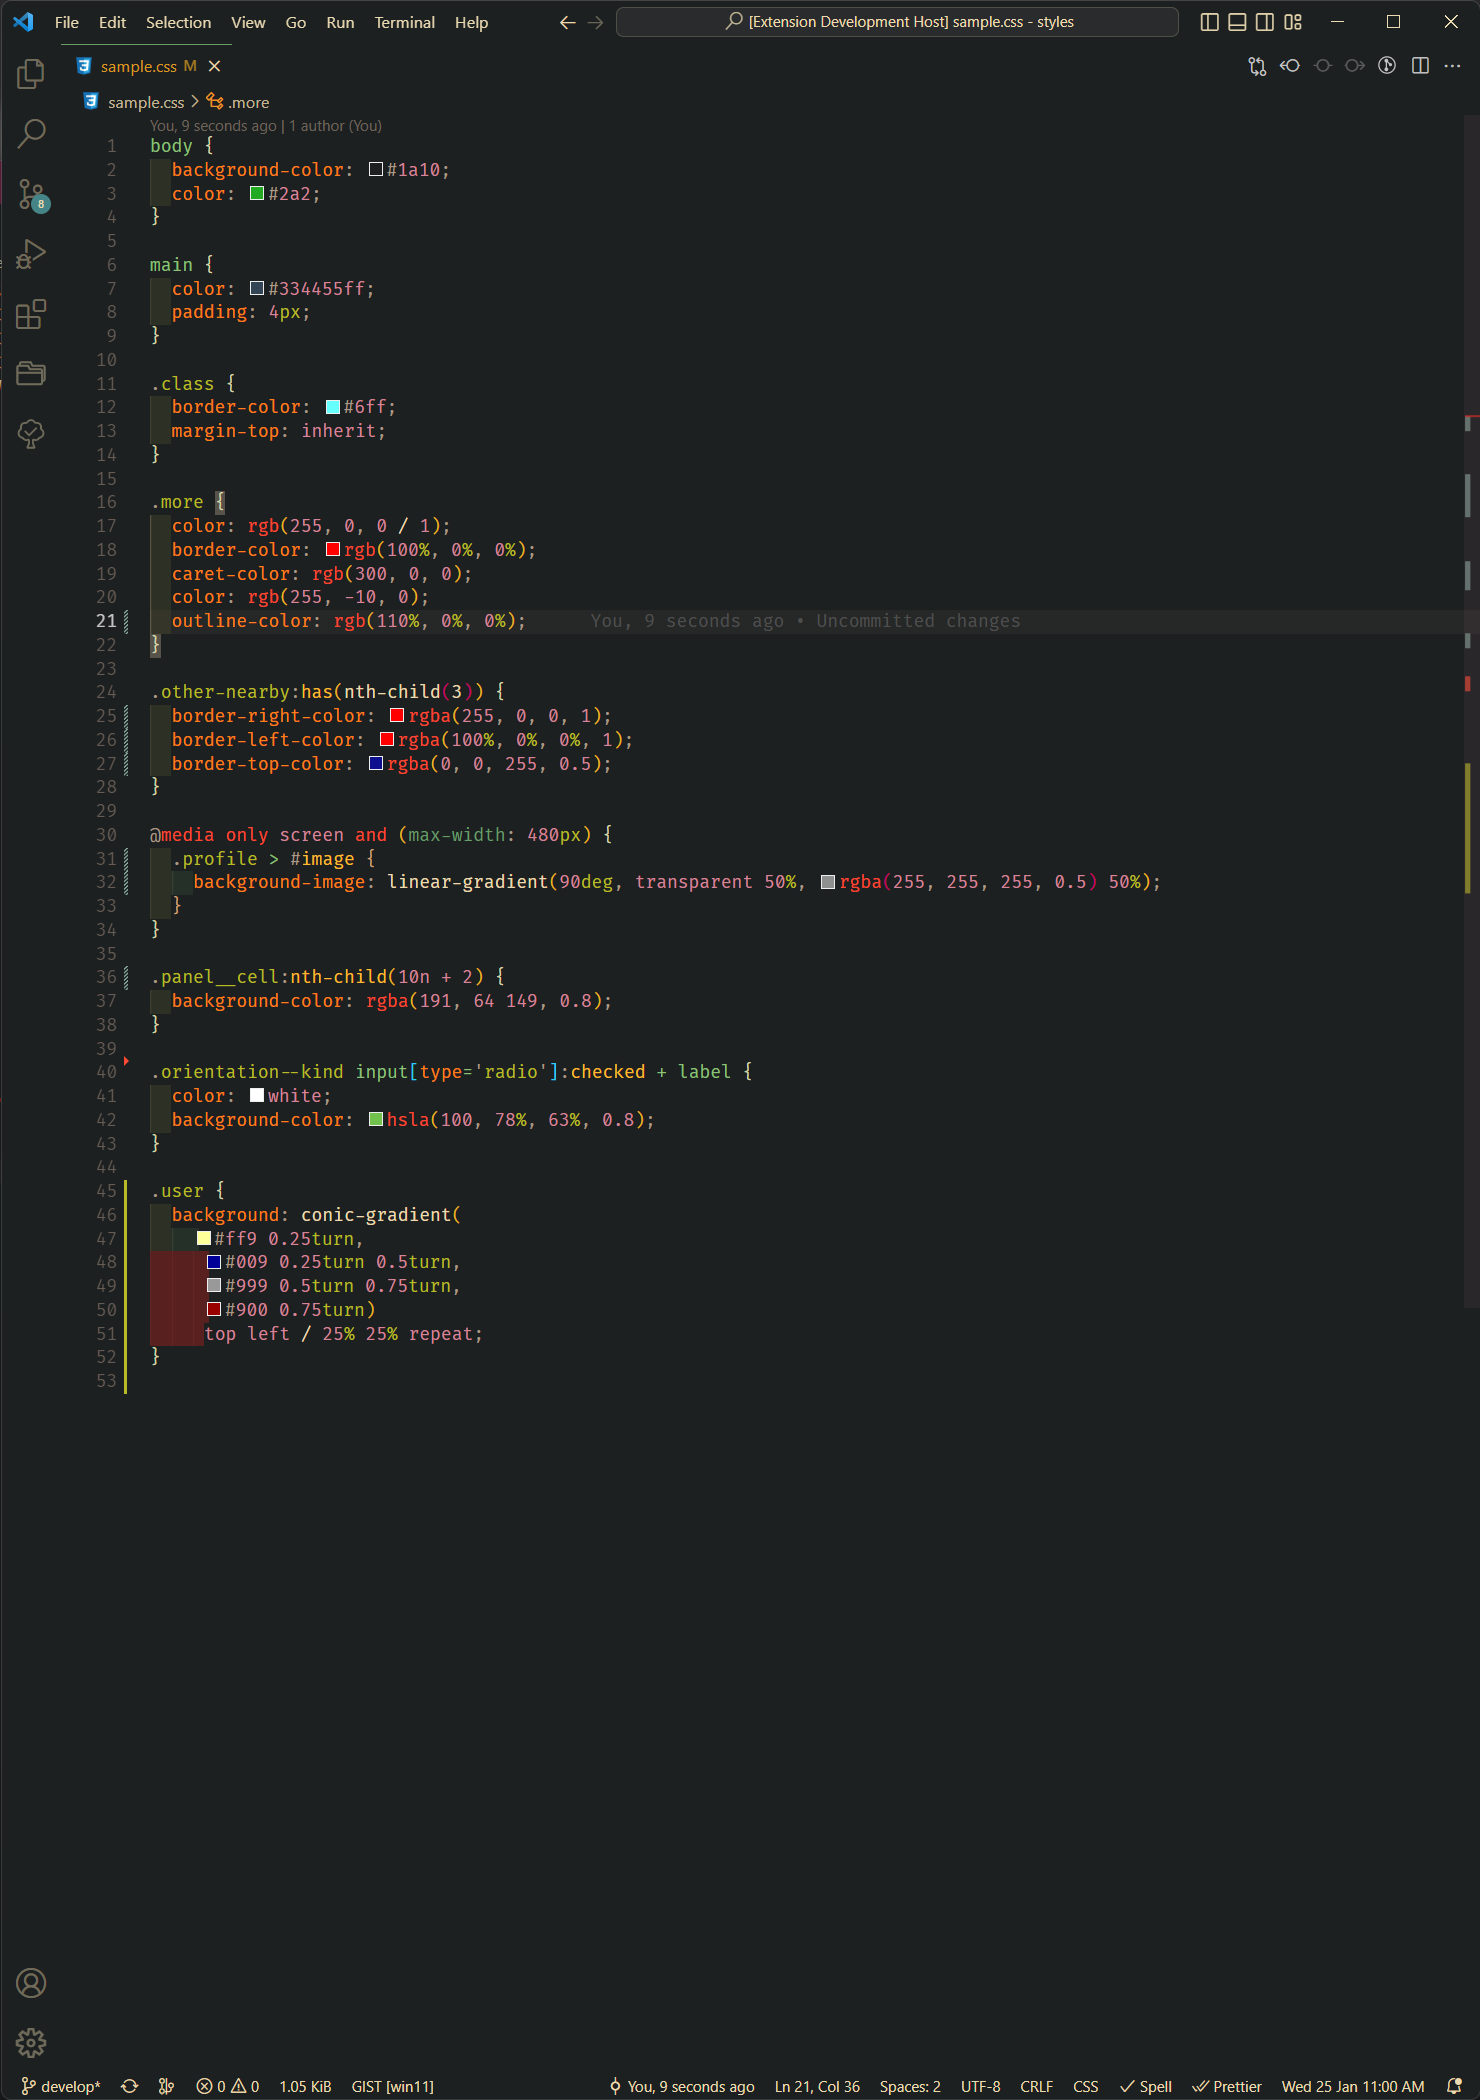 File Edit Selection View Go Run Terminal Help [Extension Development Host] sample.css - styles
sample.css M
sample.css > .more
You, 9 seconds ago | 1 author (You)
1 body {
2 background-color: #1a10;
3 color: #2a2;
4 }
5
6 main {
7 color: #334455ff;
8 padding: 4px;
9 }
10
11 .class {
12 border-color: #6ff;
13 margin-top: inherit;
14 }
15
16 .more {
17 color: rgb(255, 0, 0 / 1);
18 border-color: rgb(100%, 0%, 0%);
19 caret-color: rgb(300, 0, 0);
20 color: rgb(255, -10, 0);
21 outline-color: rgb(110%, 0%, 0%); You, 9 seconds ago • Uncommitted changes
22 }
23
24 .other-nearby:has(nth-child(3)) {
25 border-right-color: rgba(255, 0, 0, 1);
26 border-left-color: rgba(100%, 0%, 0%, 1);
27 border-top-color: rgba(0, 0, 255, 0.5);
28 }
29
30 @media only screen and (max-width: 480px) {
31 .profile > #image {
32 background-image: linear-gradient(90deg, transparent 50%, rgba(255, 255, 255, 0.5) 50%);
33 }
34 }
35
36 .panel__cell:nth-child(10n + 2) {
37 background-color: rgba(191, 64 149, 0.8);
38 }
39
40 .orientation--kind input[type='radio']:checked + label {
41 color: white;
42 background-color: hsla(100, 78%, 63%, 0.8);
43 }
44
45 .user {
46 background: conic-gradient(
47 #ff9 0.25turn,
48 #009 0.25turn 0.5turn,
49 #999 0.5turn 0.75turn,
50 #900 0.75turn)
51 top left / 25% 25% repeat;
52 }
53
8
develop* 0 0 1.05 KiB GIST [win11] You, 9 seconds ago Ln 21, Col 36 Spaces: 2 UTF-8 CRLF CSS Spell Prettier Wed 25 Jan 11:00 AM